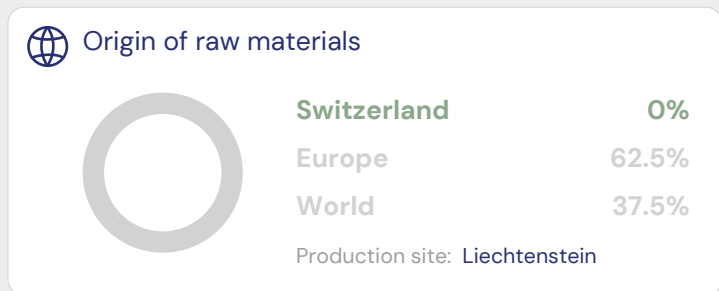 Origin of raw materials
Switzerland 0%
Europe 62.5%
World 37.5%
Production site: Liechtenstein